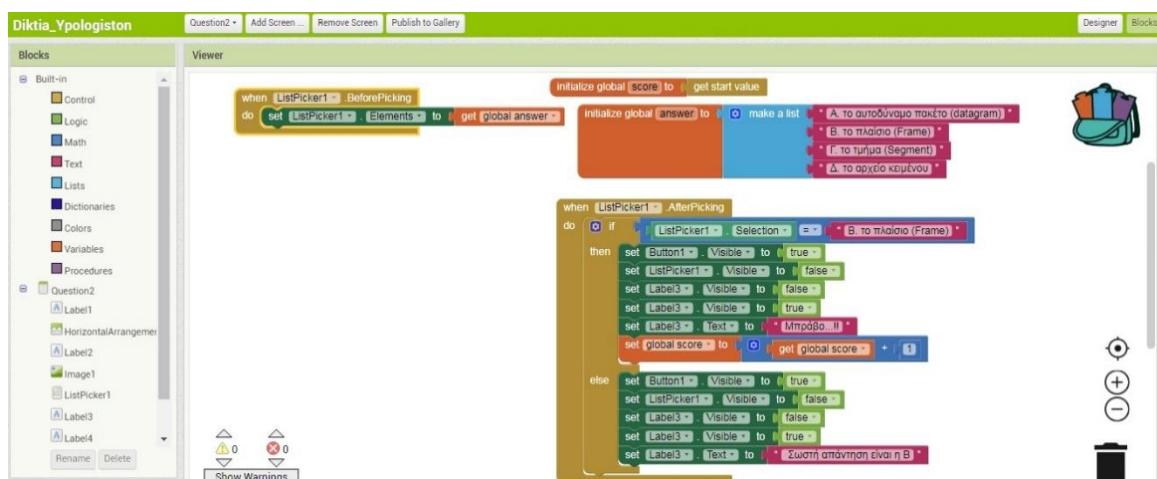 Diktia_Ypologiston
Question2
Add Screen ...
Remove Screen
Publish to Gallery
Designer
Blocks
Blocks
Viewer
Built-in
Control
Logic
Math
Text
Lists
Dictionaries
Colors
Variables
Procedures
Question2
Label1
HorizontalArrangemer
Label2
Image1
ListPicker1
Label3
Label4
Rename Delete
when ListPicker1 .BeforePicking
do set ListPicker1 . Elements to get global answer
initialize global score to get start value
initialize global answer to make a list " Α. το αυτοδύναμο πακέτο (datagram) "
" Β. το πλαίσιο (Frame) "
" Γ. το τμήμα (Segment) "
" Δ. το αρχείο κειμένου "
when ListPicker1 .AfterPicking
do if ListPicker1 . Selection = " Β. το πλαίσιο (Frame) "
then set Button1 . Visible to true
set ListPicker1 . Visible to false
set Label3 . Visible to false
set Label3 . Visible to true
set Label3 . Text to " Μπράβο...!! "
set global score to get global score + 1
else set Button1 . Visible to true
set ListPicker1 . Visible to false
set Label3 . Visible to false
set Label3 . Visible to true
set Label3 . Text to " Σωστή απάντηση είναι η Β "
0 0
Show Warnings